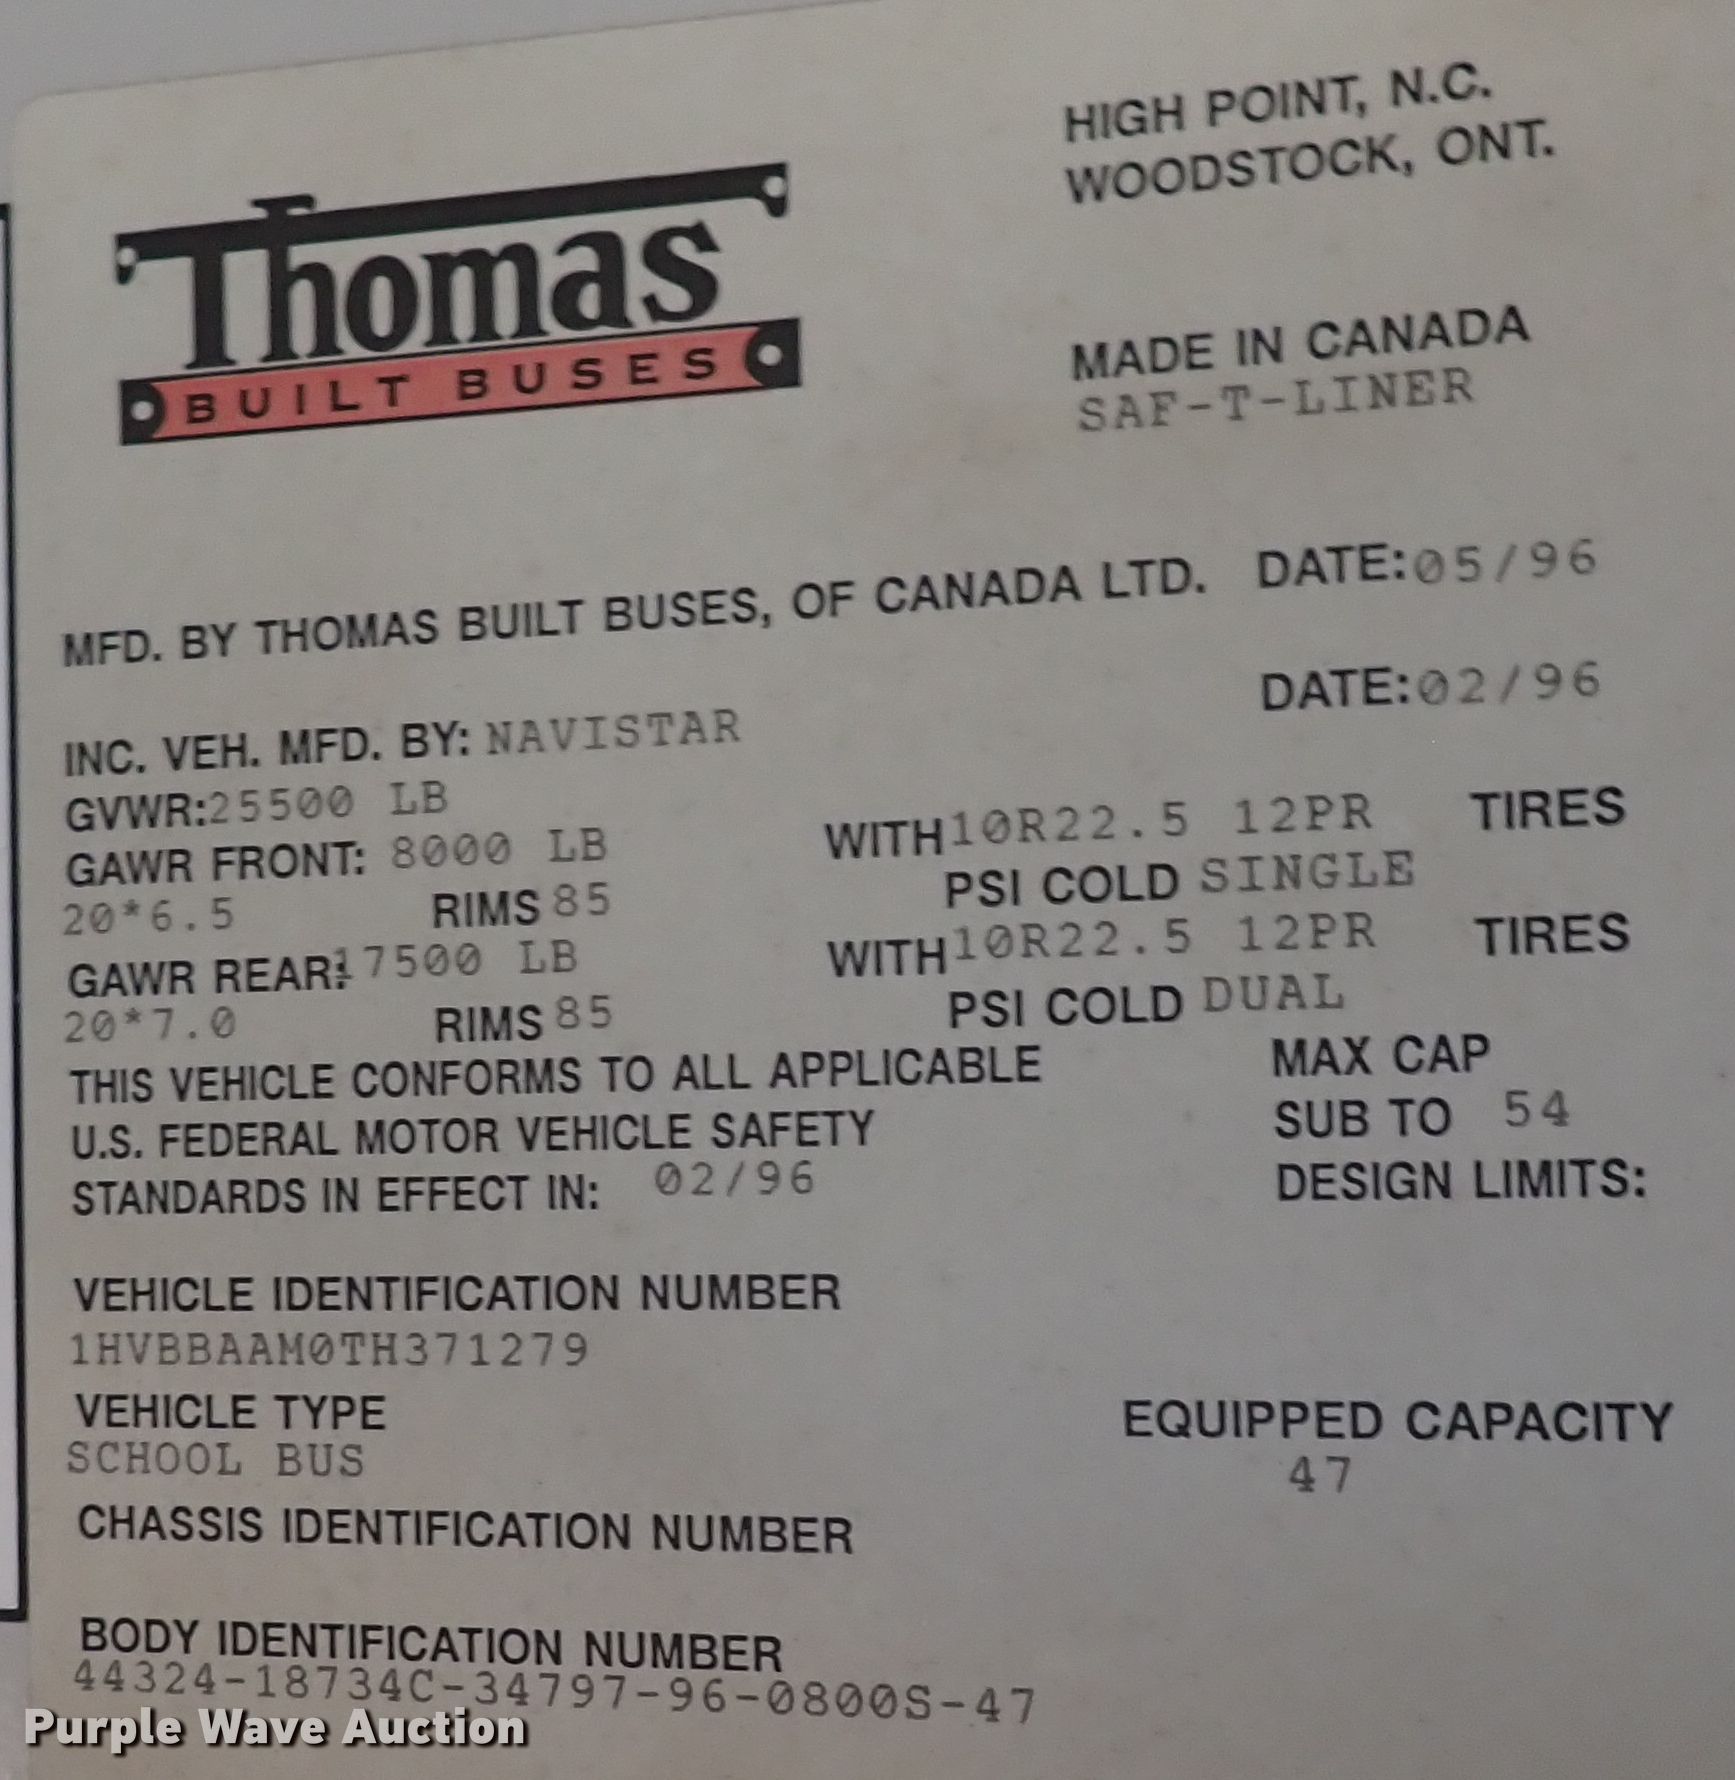 HIGH POINT, N.C.
WOODSTOCK, ONT.
Thomas
BUILT BUSES
MADE IN CANADA
SAF-T-LINER
MFD. BY THOMAS BUILT BUSES, OF CANADA LTD. DATE:05/96
INC. VEH. MFD. BY: NAVISTAR DATE:02/96
GVWR:25500 LB
GAWR FRONT: 8000 LB WITH 10R22.5 12PR TIRES
20*6.5 RIMS 85 PSI COLD SINGLE
GAWR REAR:17500 LB WITH 10R22.5 12PR TIRES
20*7.0 RIMS 85 PSI COLD DUAL
THIS VEHICLE CONFORMS TO ALL APPLICABLE
U.S. FEDERAL MOTOR VEHICLE SAFETY
STANDARDS IN EFFECT IN: 02/96
MAX CAP
SUB TO 54
DESIGN LIMITS:
VEHICLE IDENTIFICATION NUMBER
1HVBBAAM0TH371279
VEHICLE TYPE
SCHOOL BUS
EQUIPPED CAPACITY
47
CHASSIS IDENTIFICATION NUMBER
BODY IDENTIFICATION NUMBER
44324-18734C-34797-96-0800S-47
Purple Wave Auction